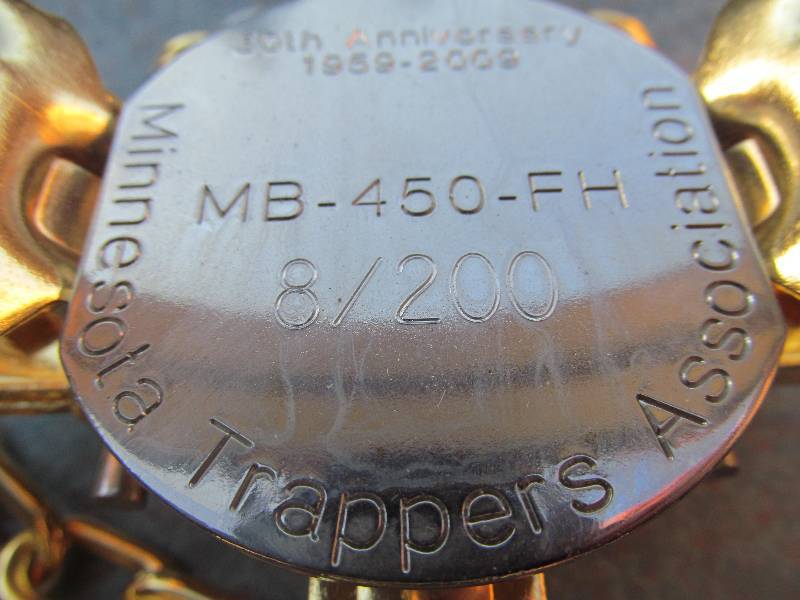 50th Anniversary
1959-2009
MB-450-FH
8/200
Minnesota Trappers Association